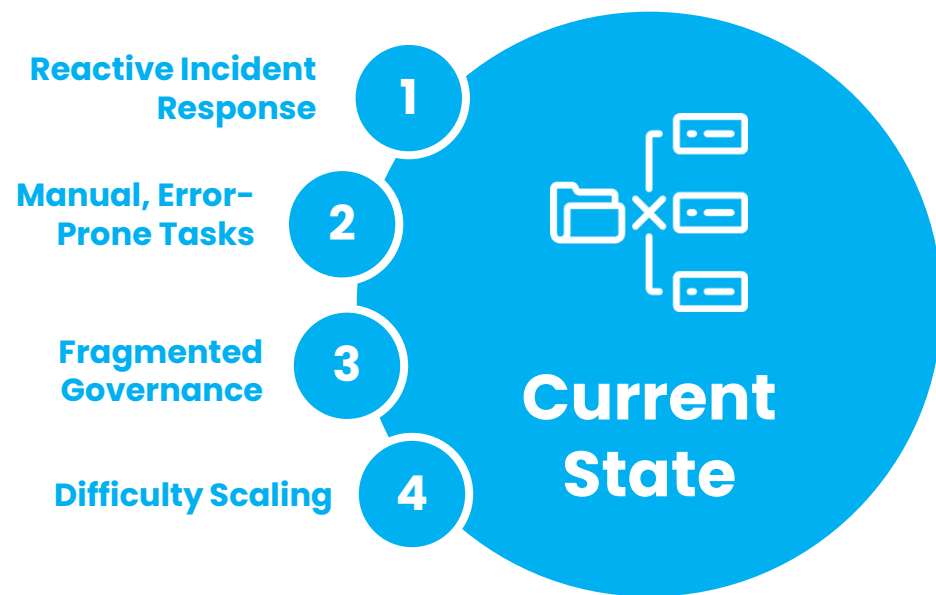 1
Reactive Incident
Response
2
Manual, Error-
Prone Tasks
3
Fragmented
Governance
4
Difficulty Scaling
Current
State